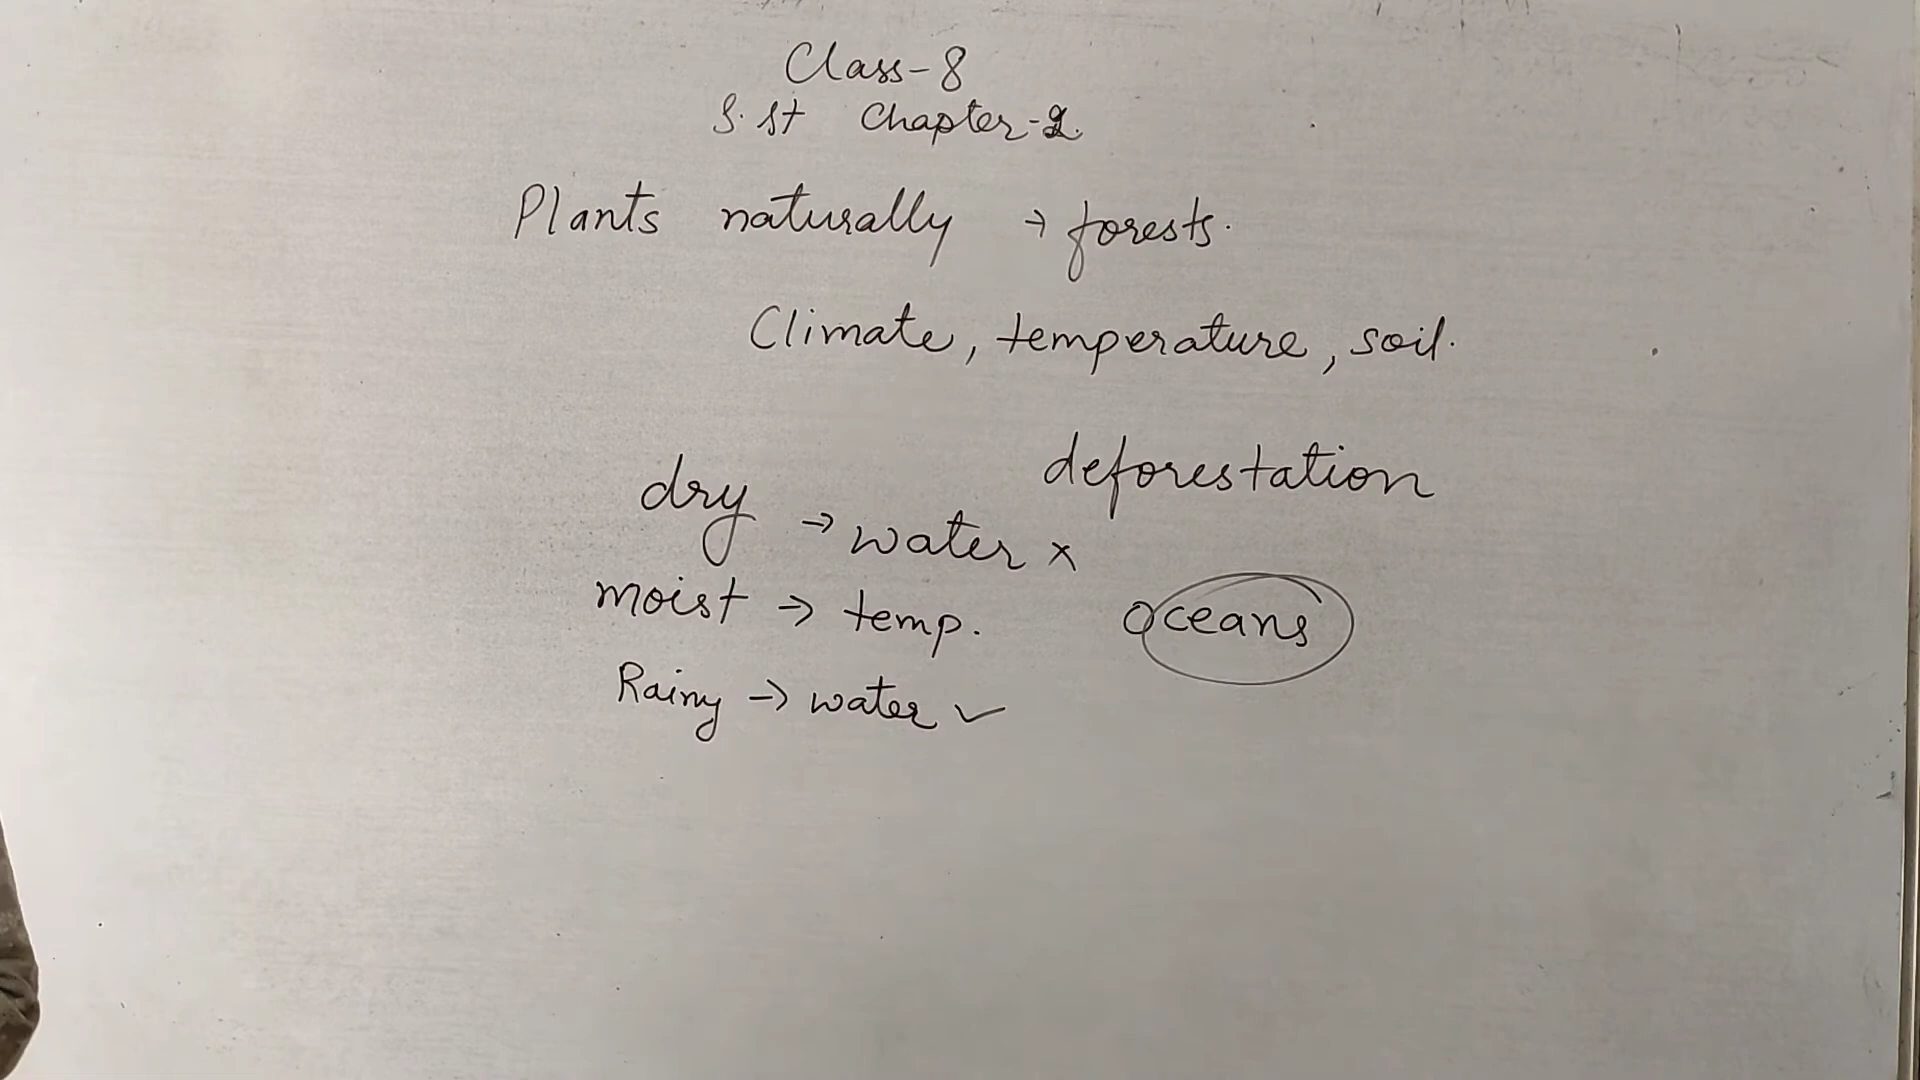 Class-8
S. St Chapter-2.
Plants naturally → forests.
Climate, temperature, soil.
deforestation
dry → water ×
moist → temp.
oceans
Rainy → water ✓